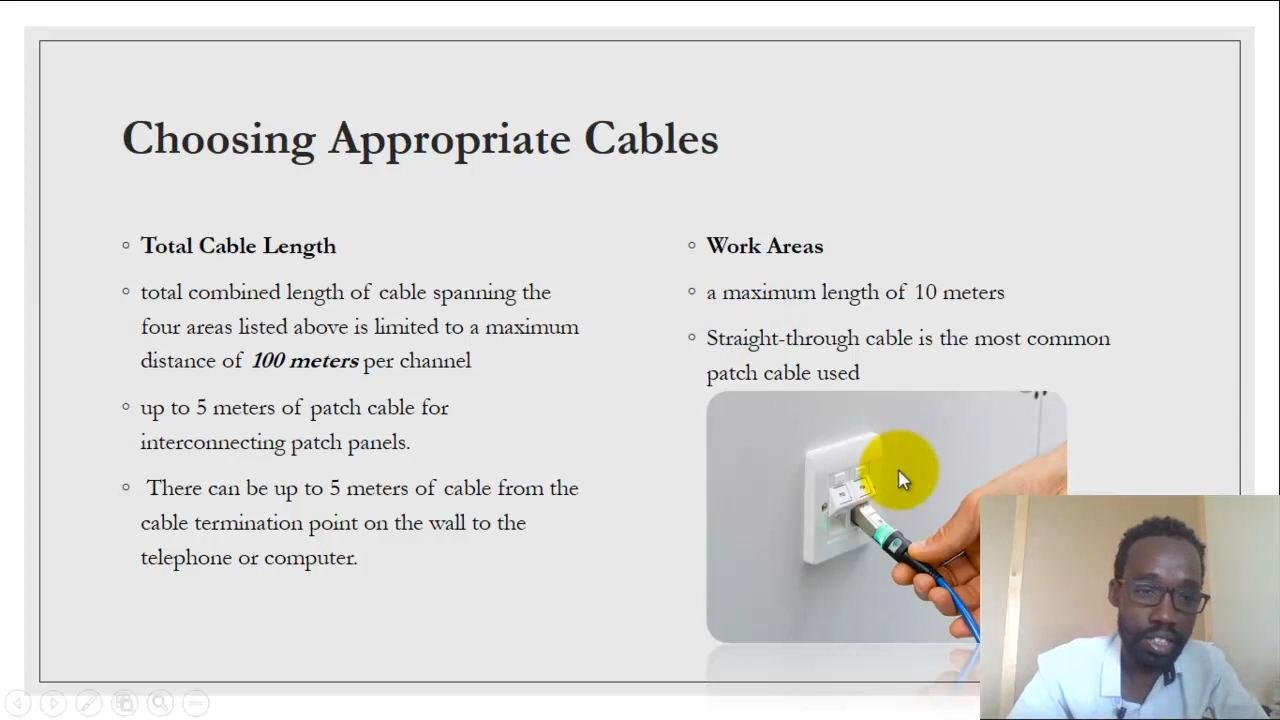 Choosing Appropriate Cables
Total Cable Length
total combined length of cable spanning the
four areas listed above is limited to a maximum
distance of 100 meters per channel
up to 5 meters of patch cable for
interconnecting patch panels.
There can be up to 5 meters of cable from the
cable termination point on the wall to the
telephone or computer.
Work Areas
a maximum length of 10 meters
Straight-through cable is the most common
patch cable used